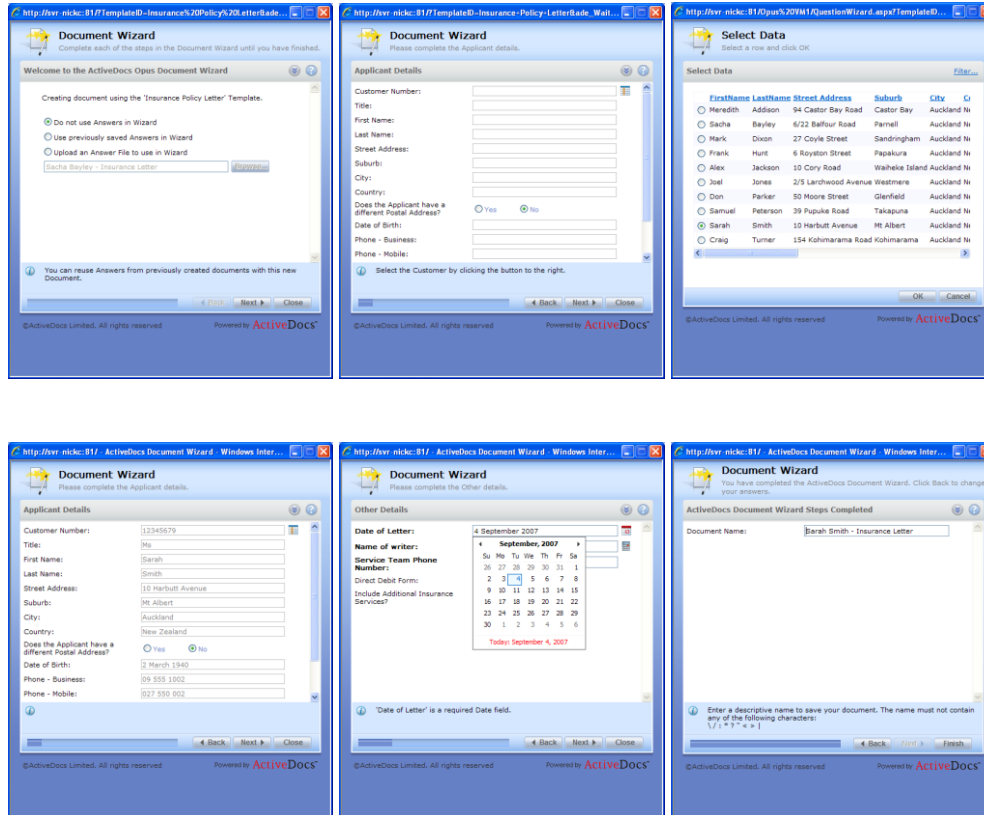 http://svr-nickc:81/?TemplateID=Insurance%20Policy%20Letter&ade...
Document Wizard
Complete each of the steps in the Document Wizard until you have finished.
Welcome to the ActiveDocs Opus Document Wizard
Creating document using the 'Insurance Policy Letter' Template.
Do not use Answers in Wizard
Use previously saved Answers in Wizard
Upload an Answer File to use in Wizard
Sacha Bayley - Insurance Letter Browse...
You can reuse Answers from previously created documents with this new
Document.
Back Next Close
©ActiveDocs Limited. All rights reserved Powered by ActiveDocs
http://svr-nickc:81/?TemplateID=Insurance-Policy-Letter&ade_Wait...
Document Wizard
Please complete the Applicant details.
Applicant Details
Customer Number:
Title:
First Name:
Last Name:
Street Address:
Suburb:
City:
Country:
Does the Applicant have a
different Postal Address? Yes No
Date of Birth:
Phone - Business:
Phone - Mobile:
Select the Customer by clicking the button to the right.
Back Next Close
©ActiveDocs Limited. All rights reserved Powered by ActiveDocs
http://svr-nickc:81/Opus%20VM1/QuestionWizard.aspx?TemplateID...
Select Data
Select a row and click OK.
Select Data Filter...
FirstName LastName Street Address Suburb City
Meredith Addison 94 Castor Bay Road Castor Bay Auckland Ne
Sacha Bayley 6/22 Balfour Road Parnell Auckland Ne
Mark Dixon 27 Coyle Street Sandringham Auckland Ne
Frank Hunt 6 Royston Street Papakura Auckland Ne
Alex Jackson 10 Cory Road Waiheke Island Auckland Ne
Joel Jones 2/5 Larchwood Avenue Westmere Auckland Ne
Don Parker 50 Moore Street Glenfield Auckland Ne
Samuel Peterson 39 Pupuke Road Takapuna Auckland Ne
Sarah Smith 10 Harbutt Avenue Mt Albert Auckland Ne
Craig Turner 154 Kohimarama Road Kohimarama Auckland Ne
OK Cancel
©ActiveDocs Limited. All rights reserved Powered by ActiveDocs
http://svr-nickc:81/ - ActiveDocs Document Wizard - Windows Inter...
Document Wizard
Please complete the Applicant details.
Applicant Details
Customer Number: 12345679
Title: Ms
First Name: Sarah
Last Name: Smith
Street Address: 10 Harbutt Avenue
Suburb: Mt Albert
City: Auckland
Country: New Zealand
Does the Applicant have a
different Postal Address? Yes No
Date of Birth: 2 March 1940
Phone - Business: 09 555 1002
Phone - Mobile: 027 550 002
Back Next Close
©ActiveDocs Limited. All rights reserved Powered by ActiveDocs
http://svr-nickc:81/ - ActiveDocs Document Wizard - Windows Inter...
Document Wizard
Please complete the Other details.
Other Details
Date of Letter: 4 September 2007
Name of writer:
Service Team Phone
Number:
Direct Debit Form:
Include Additional Insurance
Services?
September, 2007
Su Mo Tu We Th Fr Sa
26 27 28 29 30 31 1
2 3 4 5 6 7 8
9 10 11 12 13 14 15
16 17 18 19 20 21 22
23 24 25 26 27 28 29
30 1 2 3 4 5 6
Today: September 4, 2007
'Date of Letter' is a required Date field.
Back Next Close
©ActiveDocs Limited. All rights reserved Powered by ActiveDocs
http://svr-nickc:81/ - ActiveDocs Document Wizard - Windows Inter...
Document Wizard
You have completed the ActiveDocs Document Wizard. Click Back to change
your answers.
ActiveDocs Document Wizard Steps Completed
Document Name: Sarah Smith - Insurance Letter
Enter a descriptive name to save your document. The name must not contain
any of the following characters:
\ / : * ? " < > |
Back Next Finish
©ActiveDocs Limited. All rights reserved Powered by ActiveDocs